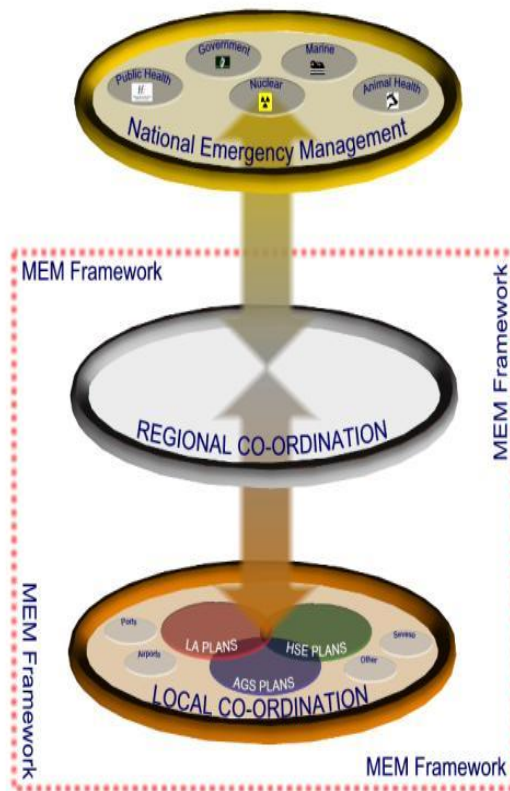 Government
Marine
Public Health
Nuclear
Animal Health
National Emergency Management
MEM Framework
MEM Framework
REGIONAL CO-ORDINATION
MEM Framework
Ports
Seveso
LA PLANS
HSE PLANS
Airports
Other
AGS PLANS
LOCAL CO-ORDINATION
MEM Framework